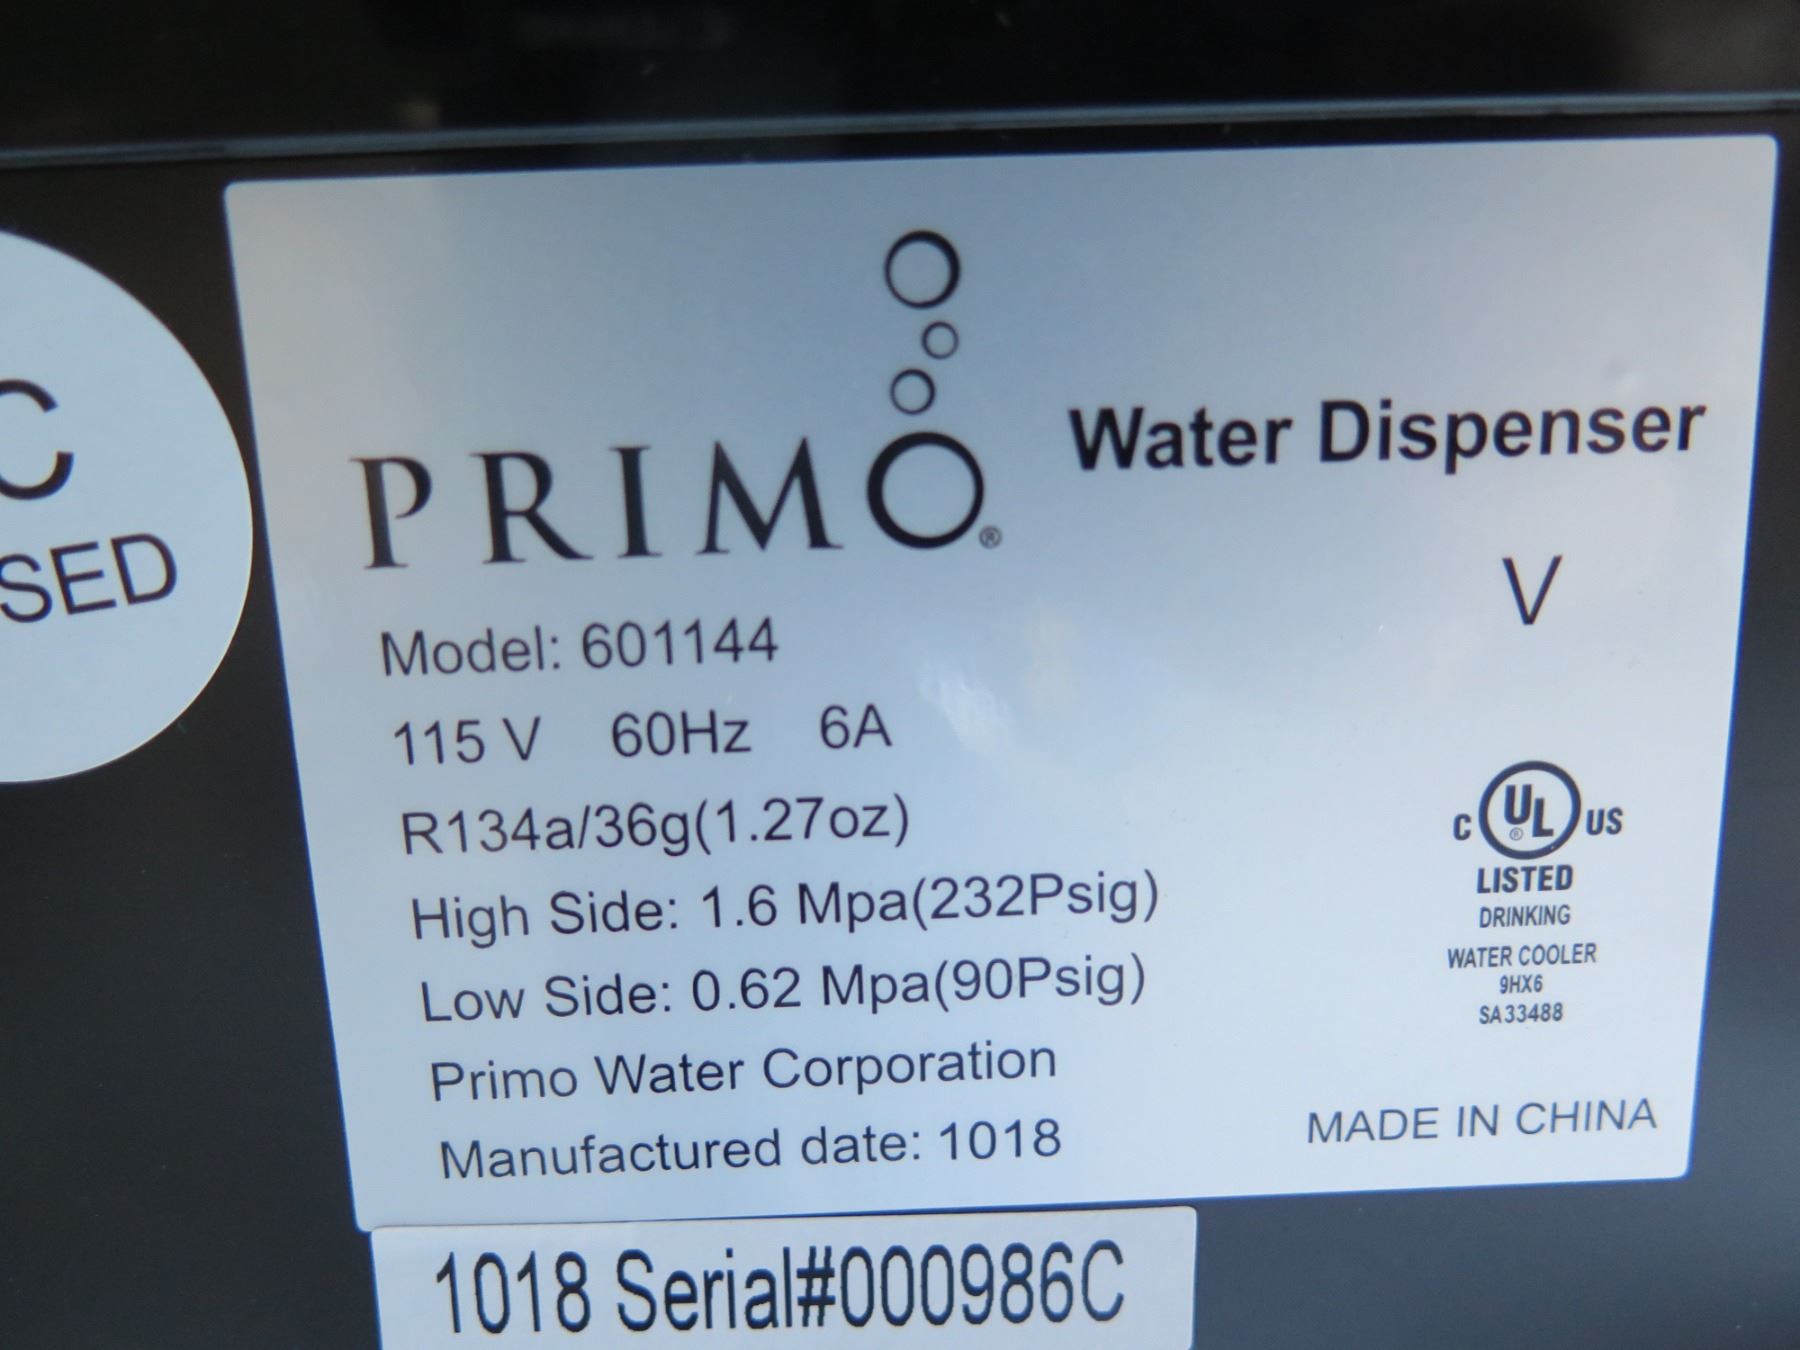 C
SED
PRIMO®
Water Dispenser
V
Model: 601144
115 V 60Hz 6A
R134a/36g(1.27oz)
High Side: 1.6 Mpa(232Psig)
Low Side: 0.62 Mpa(90Psig)
Primo Water Corporation
Manufactured date: 1018
C UL® US
LISTED
DRINKING
WATER COOLER
9HX6
SA33488
MADE IN CHINA
1018 Serial#000986C